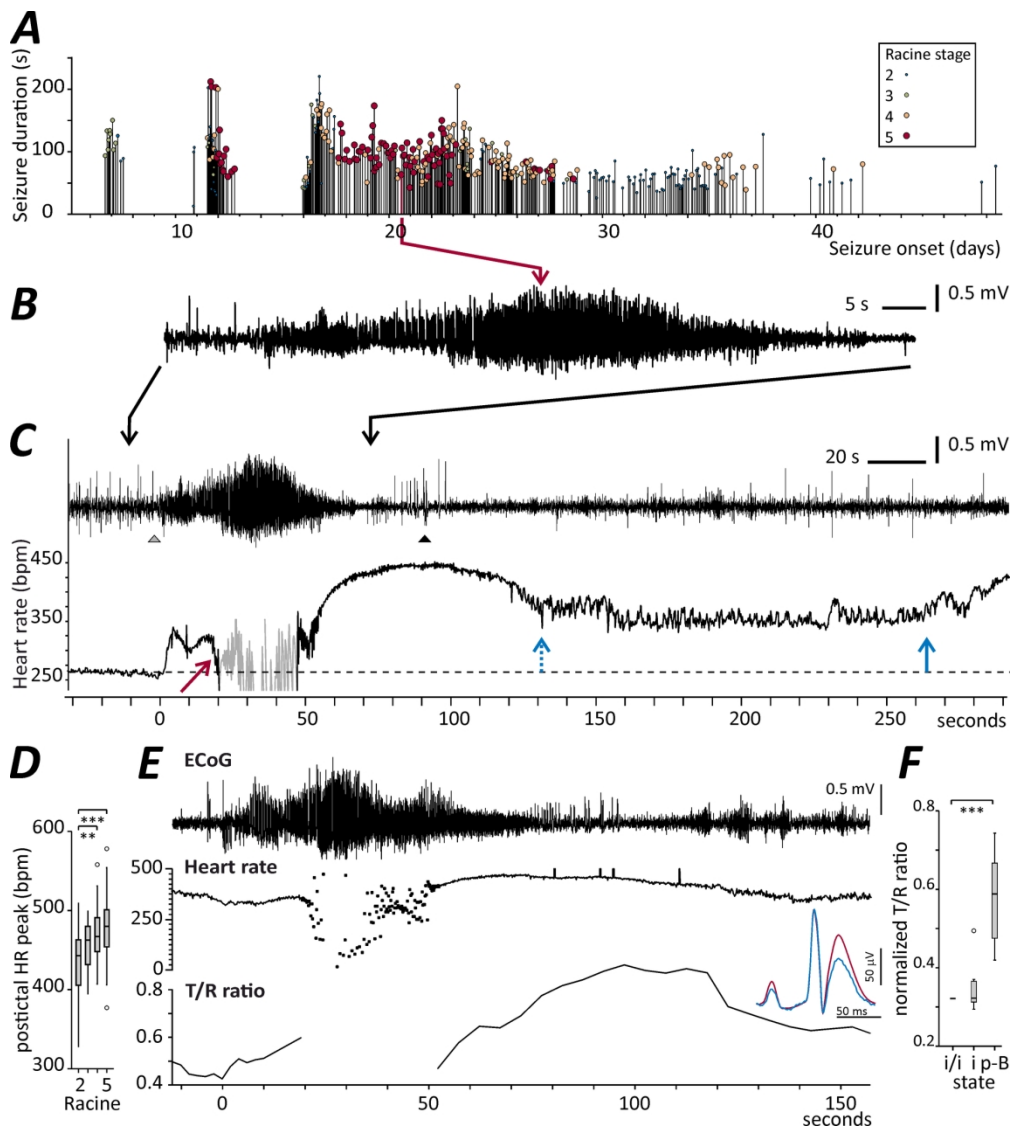 A
Seizure duration (s)
200
100
0
Racine stage
2
3
4
5
10 20 30 40
Seizure onset (days)
B
5 s 0.5 mV
C
20 s 0.5 mV
Heart rate (bpm)
450
350
250
0 50 100 150 200 250 seconds
D
postictal HR peak (bpm)
600
500
400
300
***
**
2 5
Racine
E
ECoG
0.5 mV
Heart rate
500
250
0
T/R ratio
0.8
0.6
0.4
50 µV
50 ms
0 50 100 150
seconds
F
normalized T/R ratio
***
0.8
0.6
0.4
0.2
i/i i p-B
state